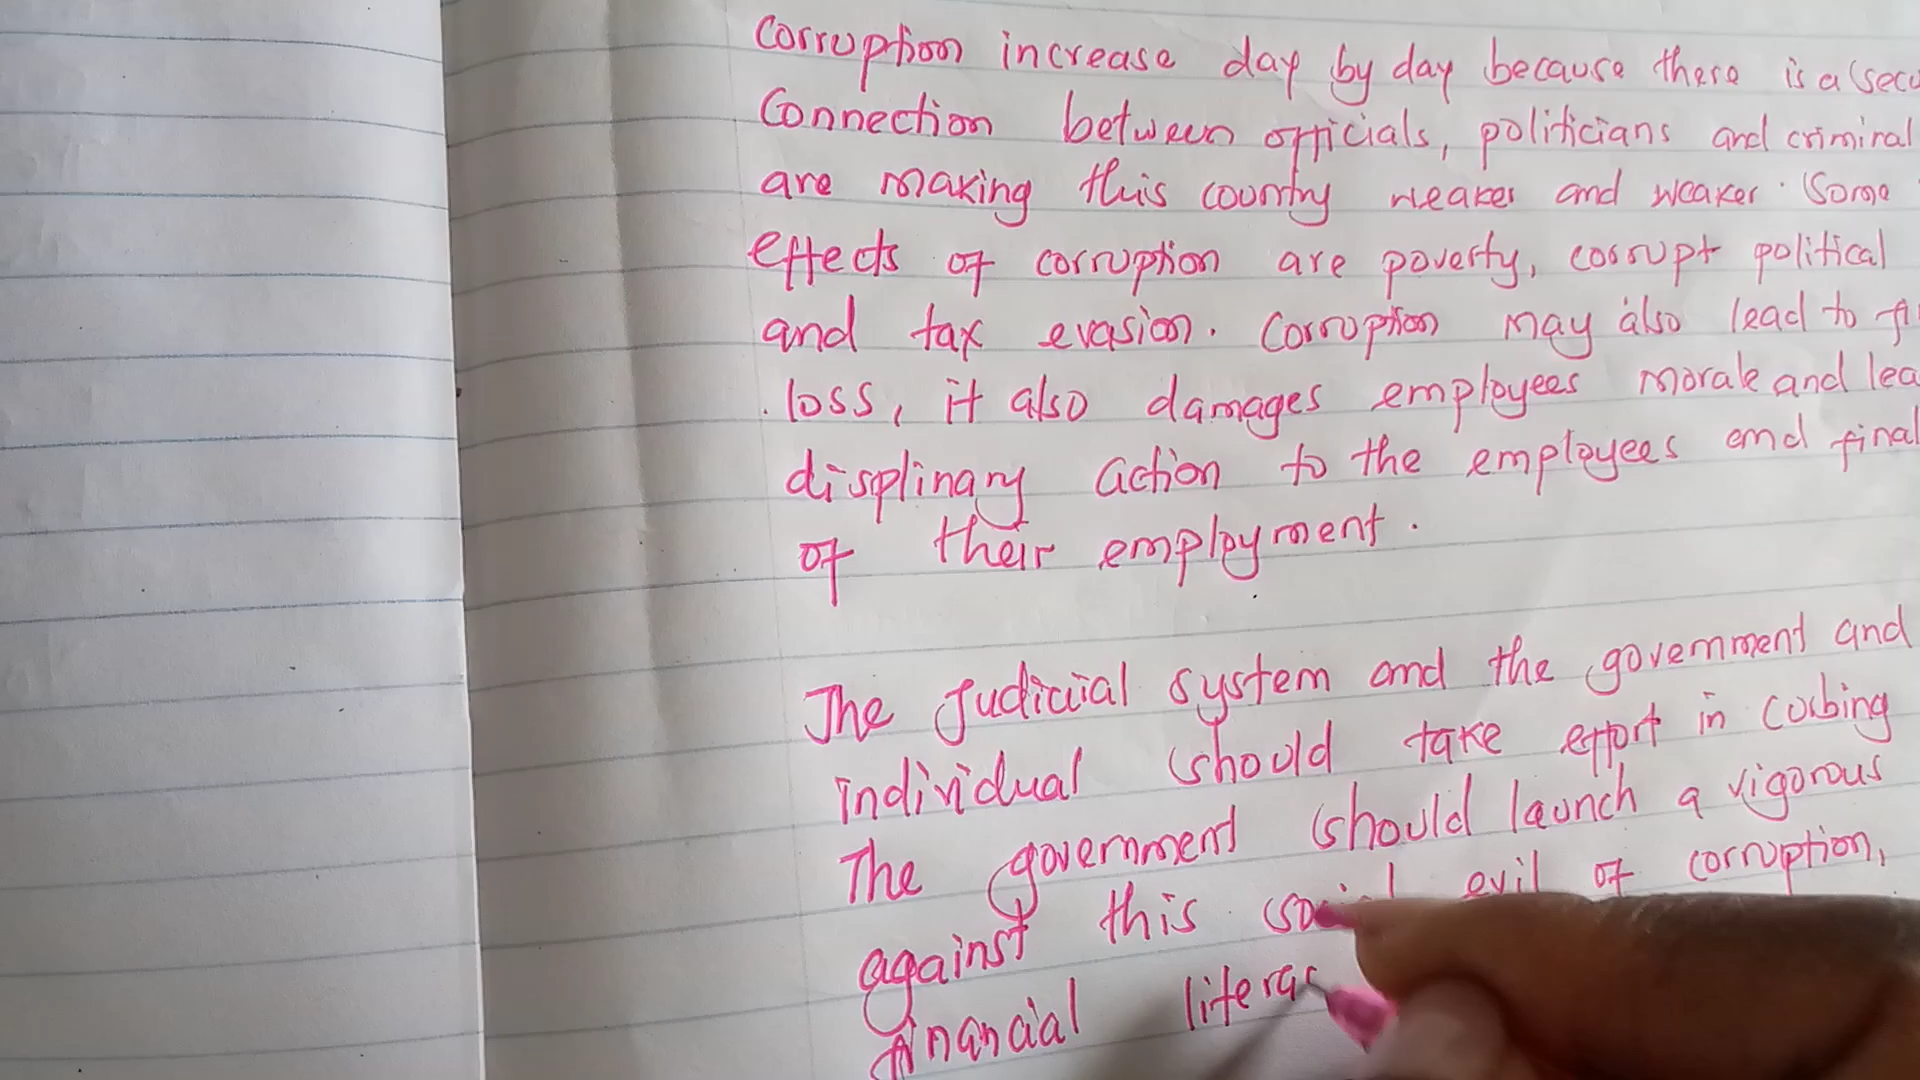 Corruption increase day by day because there is a
Connection between officials, politicians and criminal
are making this country weaker and weaker. Some
effects of corruption are poverty, corrupt political
and tax evasion. Corruption may also lead to
loss, it also damages employees morale and
displinary action to the employees and
of their employment.
The Judicial system and the government and
individual should take effort in curbing
The government should launch a vigorous
against this social evil of corruption,
financial